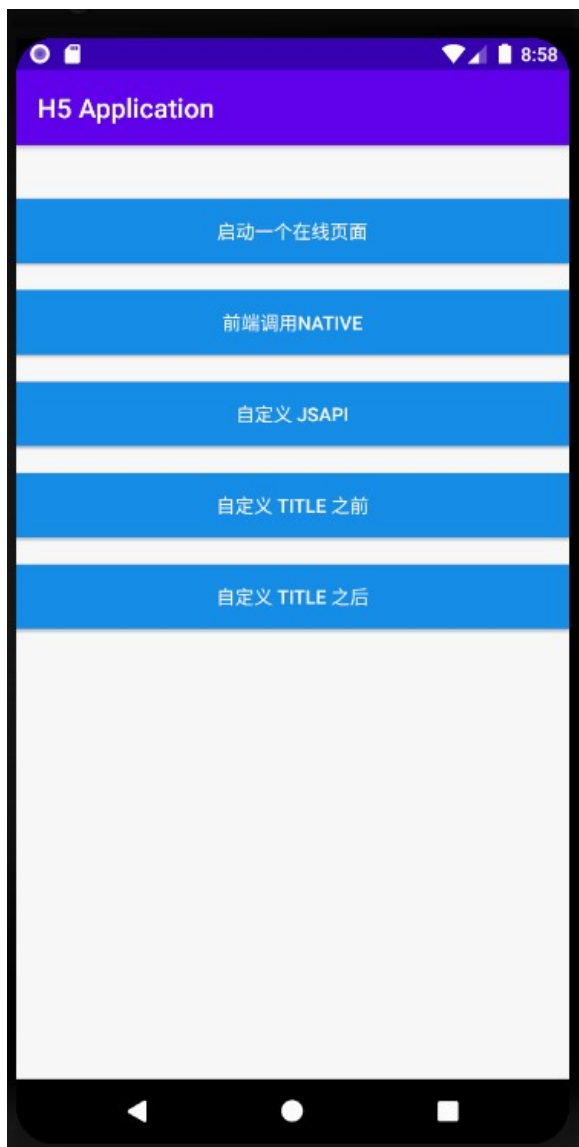 8:58
H5 Application
启动一个在线页面
前端调用NATIVE
自定义 JSAPI
自定义 TITLE 之前
自定义 TITLE 之后